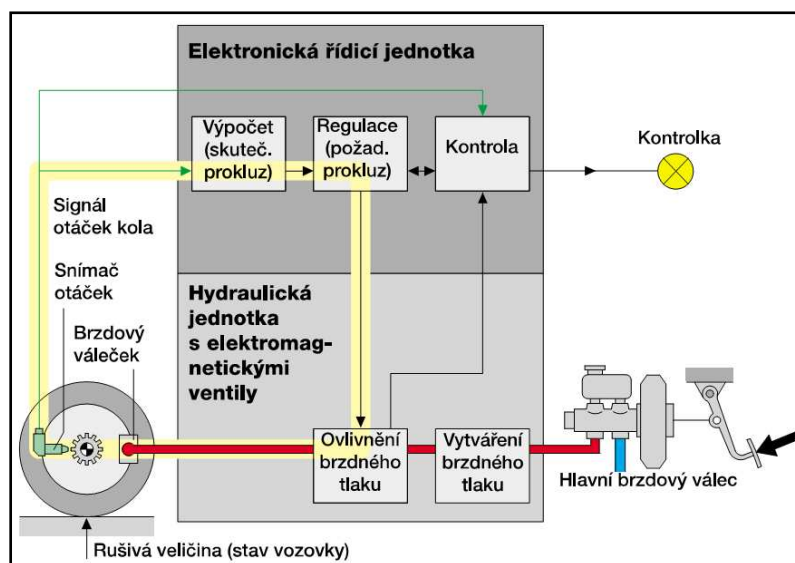 Elektronická řídicí jednotka
Výpočet
(skuteč.
prokluz)
Regulace
(požad.
prokluz)
Kontrola
Kontrolka
Signál
otáček kola
Snímač
otáček
Brzdový
váleček
Hydraulická
jednotka
s elektromag-
netickými
ventily
Ovlivnění
brzdného
tlaku
Vytváření
brzdného
tlaku
Hlavní brzdový válec
Rušivá veličina (stav vozovky)